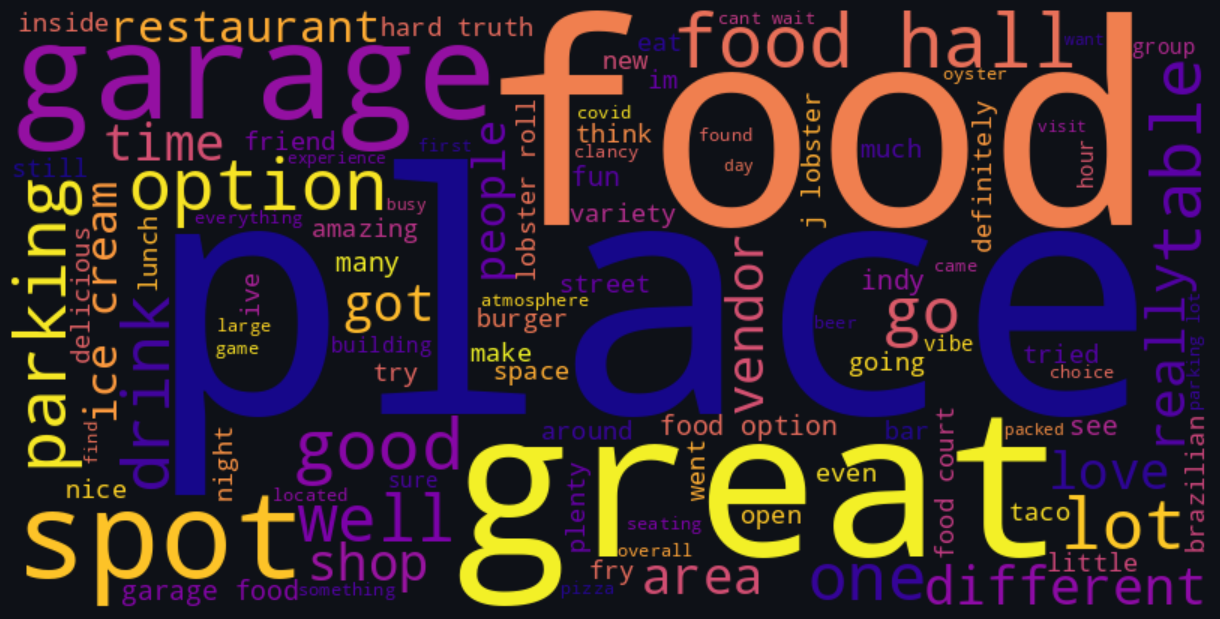 inside
restaurant
hard truth
food
cant wait
food hall
eat
want
new
group
garage
im
oyster
time
friend
first
people
lobster roll
covid
think
clancy
found
day
j lobster
much
definitely
visit
hour
table
still
experience
option
busy
fun
variety
parking
delicious
ice cream
lunch
everything
amazing
place
many
street
vendor
indy
came
really
parking lot
drink
ive
large
game
got
atmosphere
burger
go
beer
building
make
vibe
going
tried
try
space
choice
find
night
good
around
food option
bar
food court
packed
see
brazilian
nice
sure
great
went
even
love
located
plenty
spot
well
seating
open
taco
lot
shop
overall
fry
area
little
garage food
something
pizza
one
different